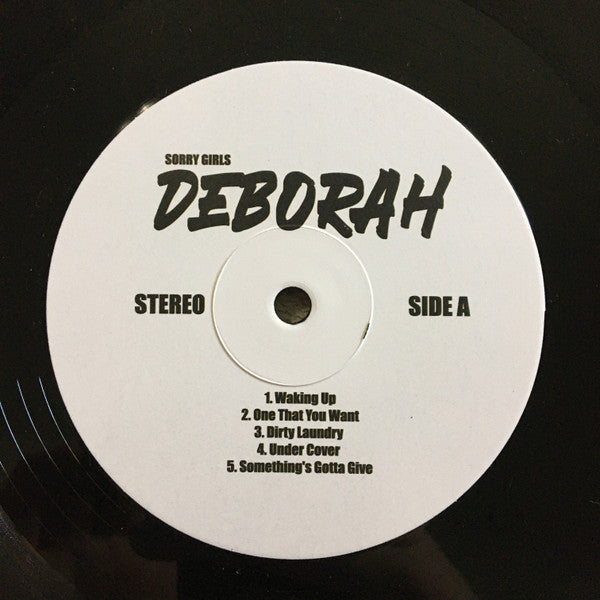 SORRY GIRLS
DEBORAH
STEREO
SIDE A
1. Waking Up
2. One That You Want
3. Dirty Laundry
4. Under Cover
5. Something's Gotta Give